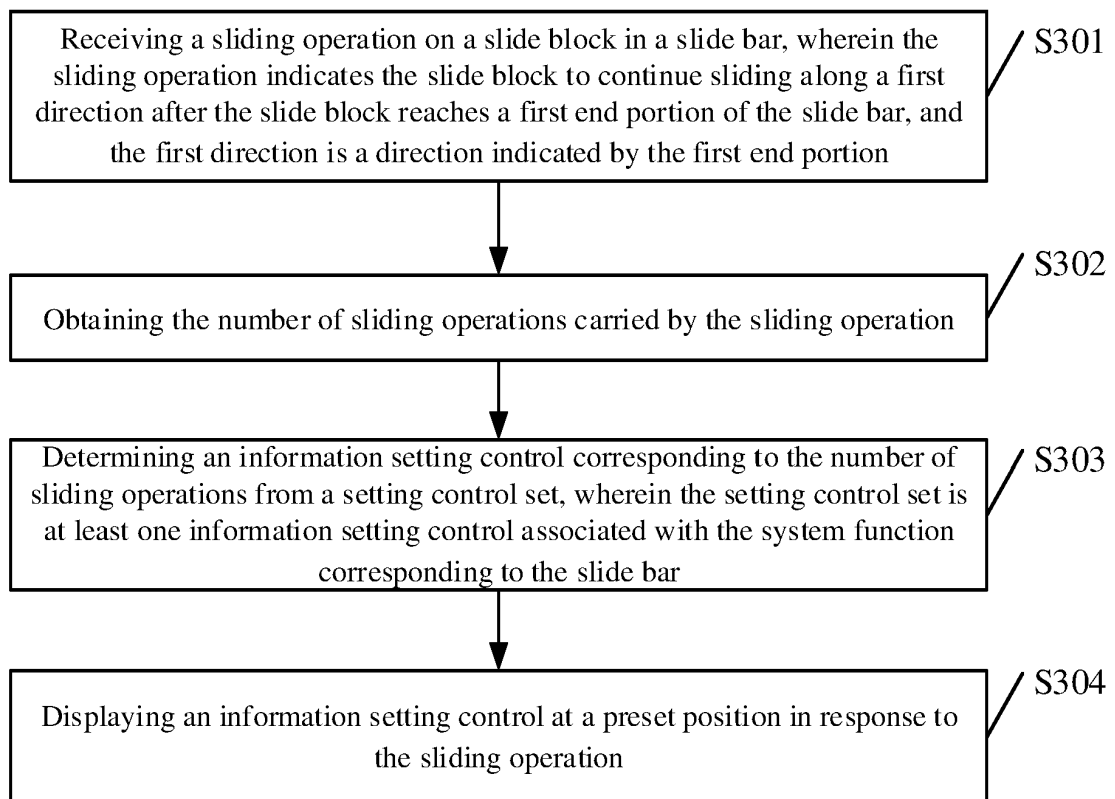 Receiving a sliding operation on a slide block in a slide bar, wherein the
sliding operation indicates the slide block to continue sliding along a first
direction after the slide block reaches a first end portion of the slide bar, and
the first direction is a direction indicated by the first end portion
S301
Obtaining the number of sliding operations carried by the sliding operation
S302
Determining an information setting control corresponding to the number of
sliding operations from a setting control set, wherein the setting control set is
at least one information setting control associated with the system function
corresponding to the slide bar
S303
Displaying an information setting control at a preset position in response to
the sliding operation
S304